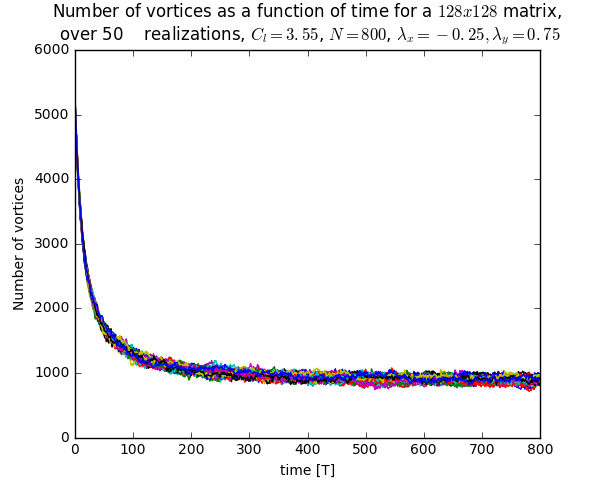 Number of vortices as a function of time for a 128x128 matrix,
over 50    realizations, C_l = 3.55, N = 800, λ_x = −0.25, λ_y = 0.75
6000
5000
4000
3000
2000
1000
0
Number of vortices
0 100 200 300 400 500 600 700 800
time [T]